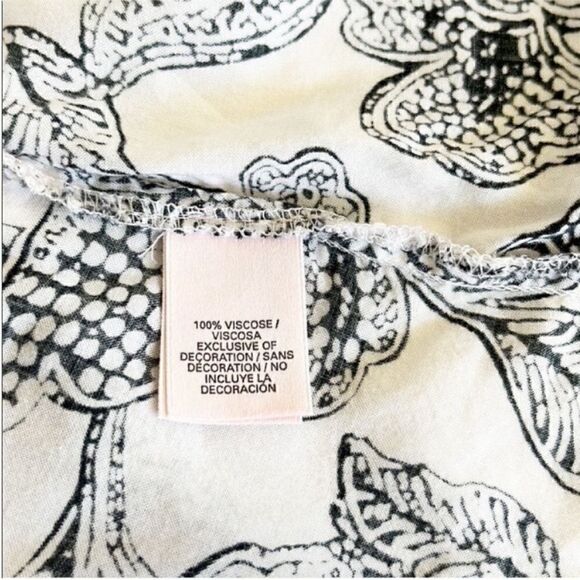 100% VISCOSE /
VISCOSA
EXCLUSIVE OF
DECORATION / SANS
DÉCORATION / NO
INCLUYE LA
DECORACIÓN